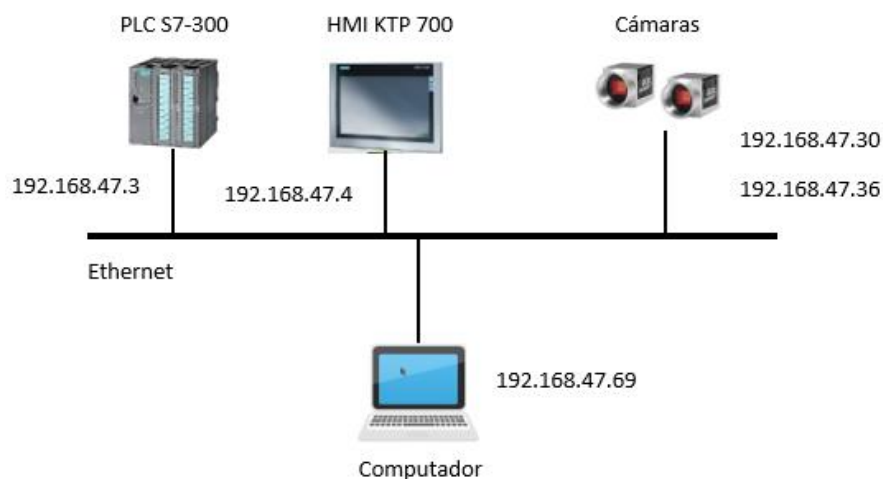 PLC S7-300
HMI KTP 700
Cámaras
192.168.47.30
192.168.47.3
192.168.47.4
192.168.47.36
Ethernet
192.168.47.69
Computador